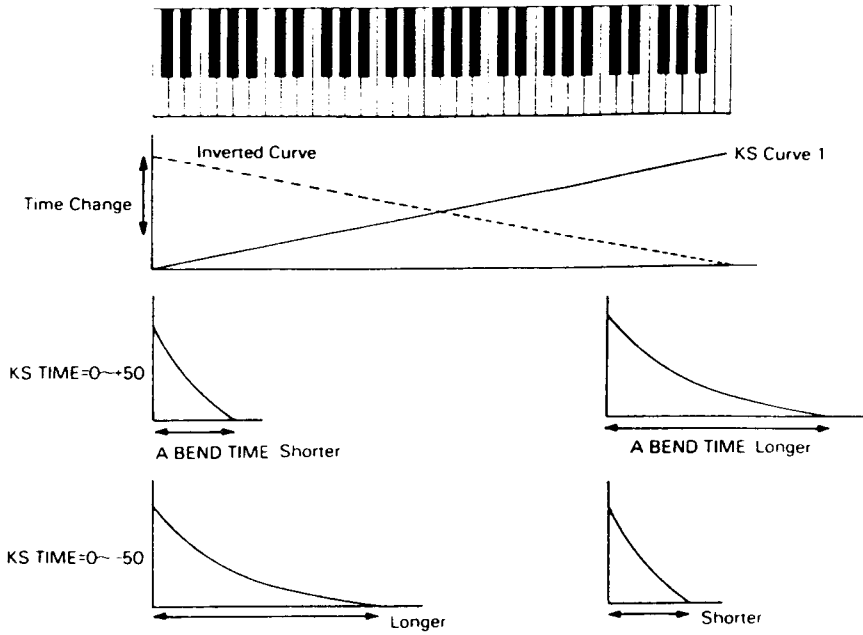 Inverted Curve
KS Curve 1
Time Change
KS TIME=0~+50
A BEND TIME Shorter
A BEND TIME Longer
KS TIME=0~-50
Longer
Shorter